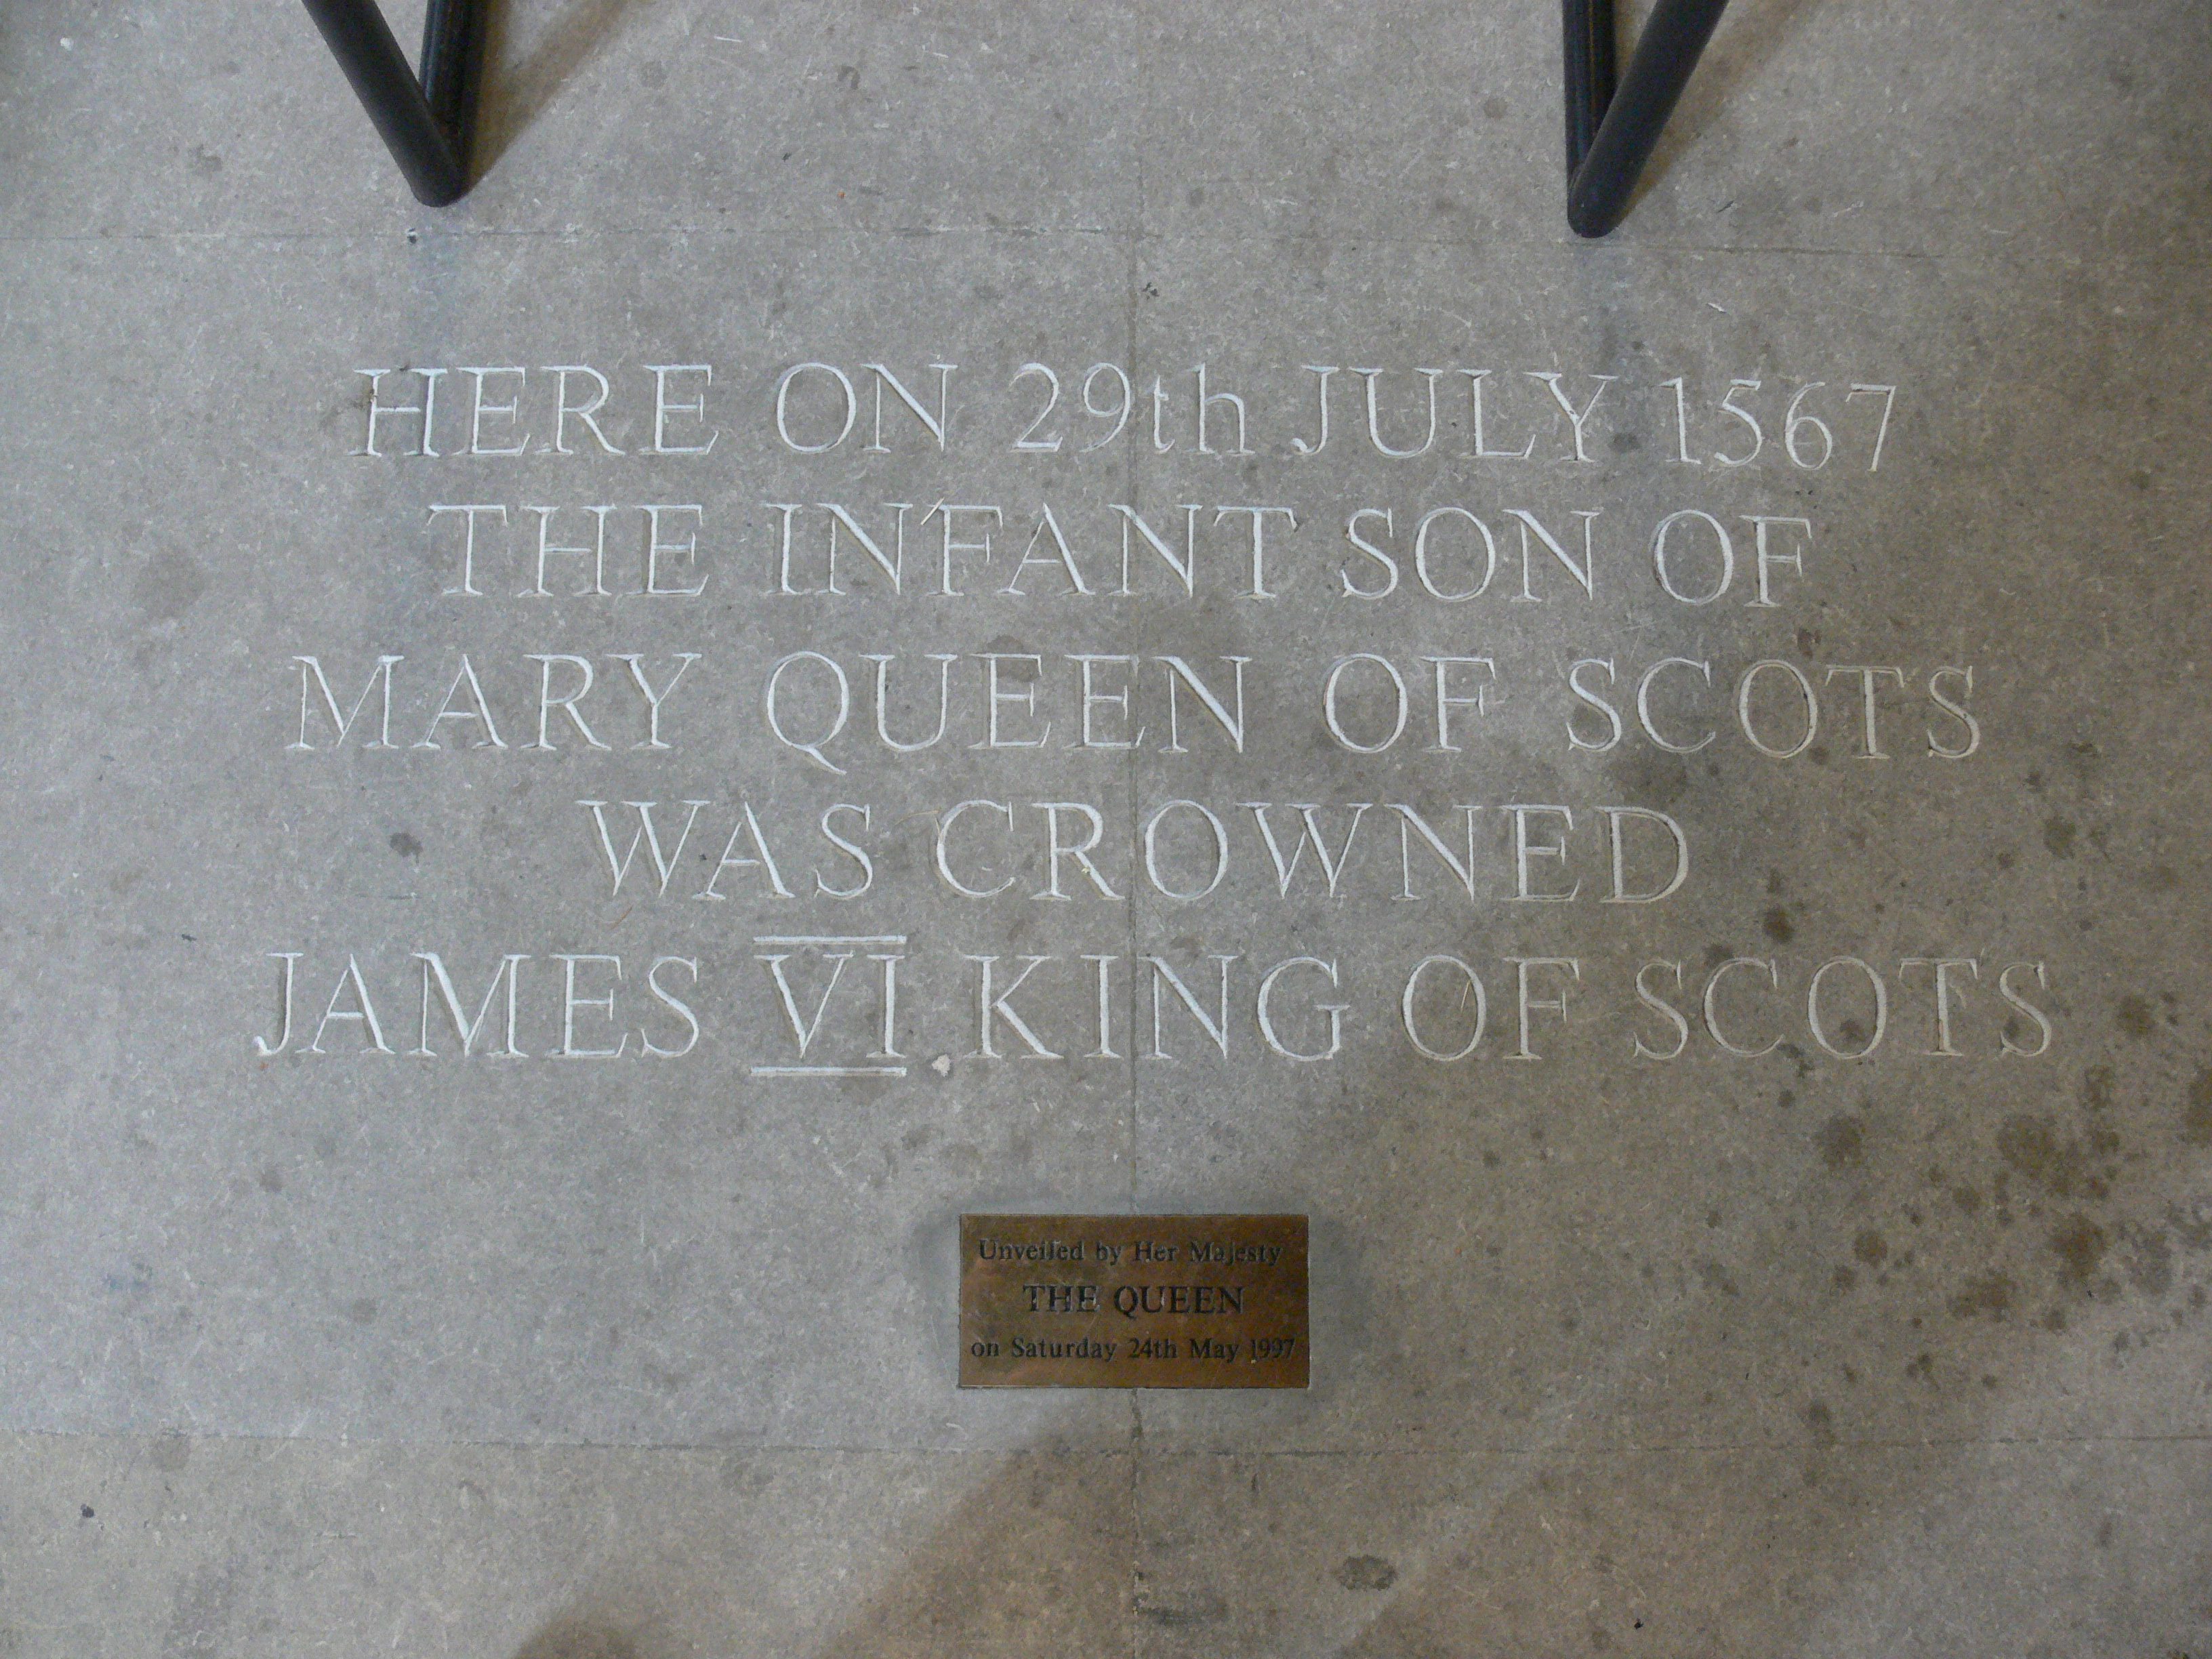 HERE ON 29th JULY 1567
THE INFANT SON OF
MARY QUEEN OF SCOTS
WAS CROWNED
JAMES VI KING OF SCOTS
Unveiled by Her Majesty
THE QUEEN
on Saturday 24th May 1997